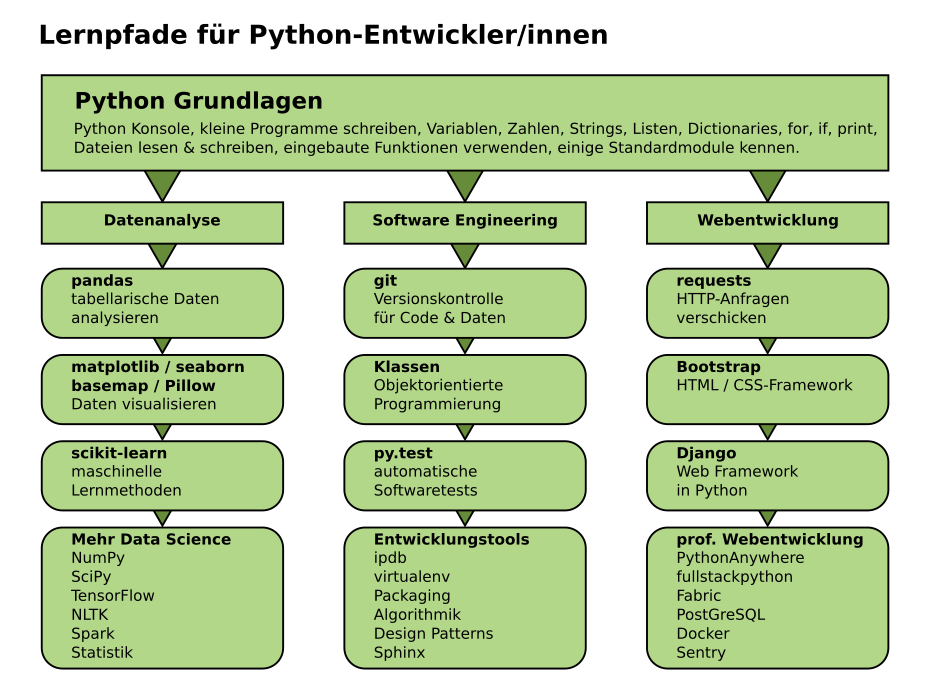 Lernpfade für Python-Entwickler/innen
Python Grundlagen
Python Konsole, kleine Programme schreiben, Variablen, Zahlen, Strings, Listen, Dictionaries, for, if, print,
Dateien lesen & schreiben, eingebaute Funktionen verwenden, einige Standardmodule kennen.
Datenanalyse
pandas
tabellarische Daten
analysieren
matplotlib / seaborn
basemap / Pillow
Daten visualisieren
scikit-learn
maschinelle
Lernmethoden
Mehr Data Science
NumPy
SciPy
TensorFlow
NLTK
Spark
Statistik
Software Engineering
git
Versionskontrolle
für Code & Daten
Klassen
Objektorientierte
Programmierung
py.test
automatische
Softwaretests
Entwicklungstools
ipdb
virtualenv
Packaging
Algorithmik
Design Patterns
Sphinx
Webentwicklung
requests
HTTP-Anfragen
verschicken
Bootstrap
HTML / CSS-Framework
Django
Web Framework
in Python
prof. Webentwicklung
PythonAnywhere
fullstackpython
Fabric
PostGreSQL
Docker
Sentry